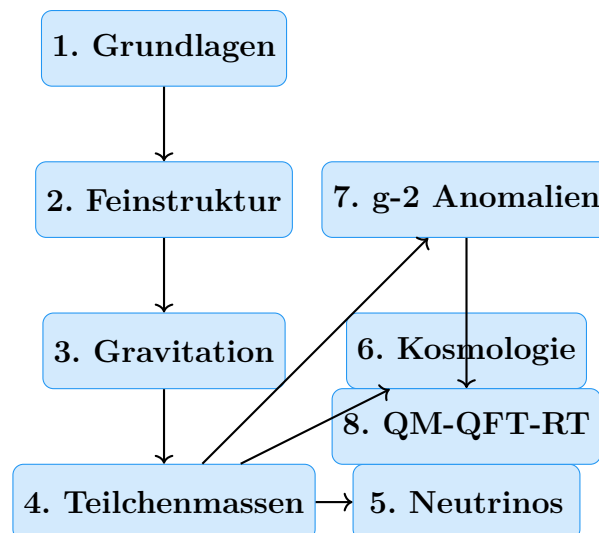 1. Grundlagen
2. Feinstruktur
7. g-2 Anomalien
3. Gravitation
6. Kosmologie
8. QM-QFT-RT
4. Teilchenmassen
5. Neutrinos